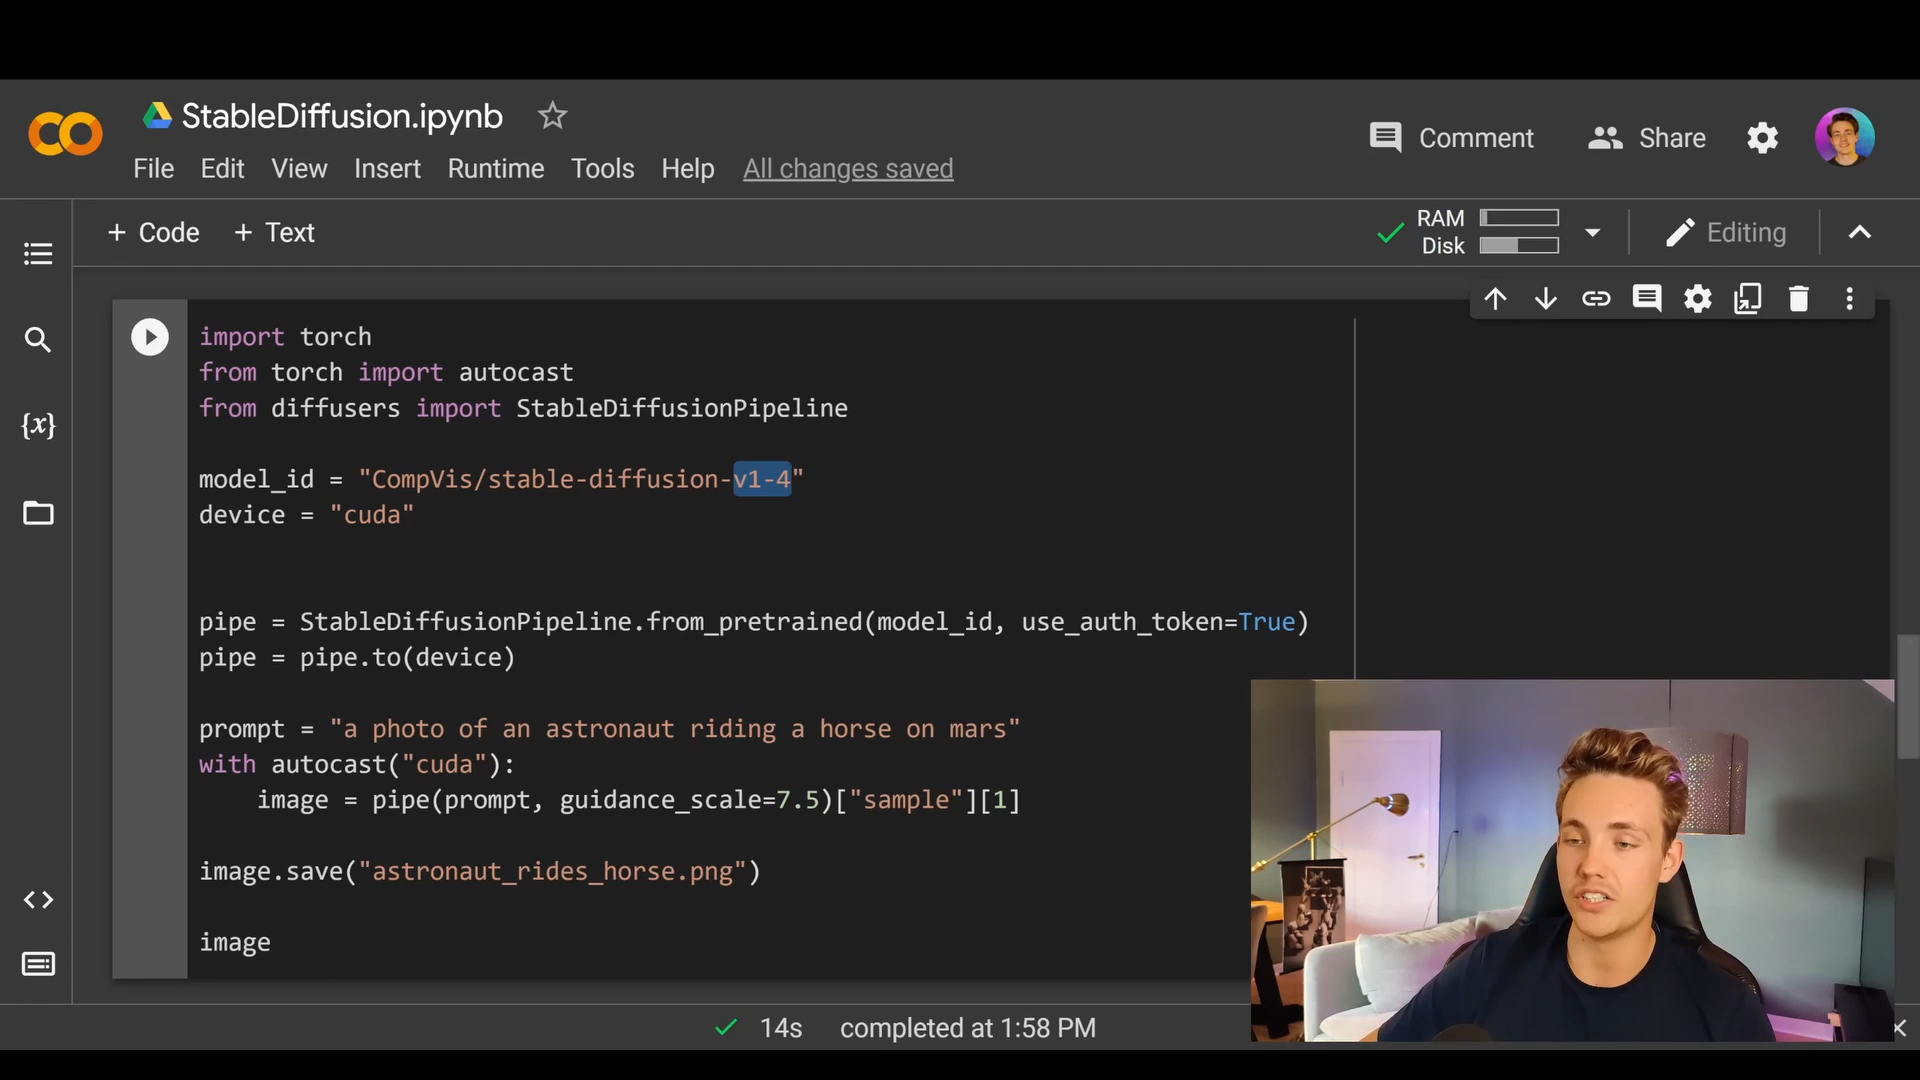 StableDiffusion.ipynb
Comment
Share
File Edit View Insert Runtime Tools Help All changes saved
+ Code + Text
RAM
Disk
Editing
{x}
import torch
from torch import autocast
from diffusers import StableDiffusionPipeline
model_id = "CompVis/stable-diffusion-v1-4"
device = "cuda"
pipe = StableDiffusionPipeline.from_pretrained(model_id, use_auth_token=True)
pipe = pipe.to(device)
prompt = "a photo of an astronaut riding a horse on mars"
with autocast("cuda"):
    image = pipe(prompt, guidance_scale=7.5)["sample"][1]
image.save("astronaut_rides_horse.png")
image
14s completed at 1:58 PM